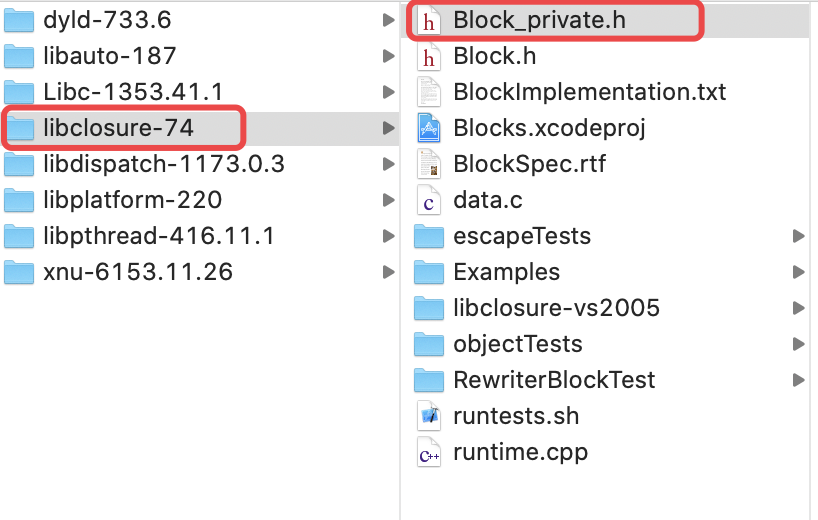 dyld-733.6
libauto-187
Libc-1353.41.1
libclosure-74
libdispatch-1173.0.3
libplatform-220
libpthread-416.11.1
xnu-6153.11.26
Block_private.h
Block.h
BlockImplementation.txt
Blocks.xcodeproj
BlockSpec.rtf
data.c
escapeTests
Examples
libclosure-vs2005
objectTests
RewriterBlockTest
runtests.sh
runtime.cpp